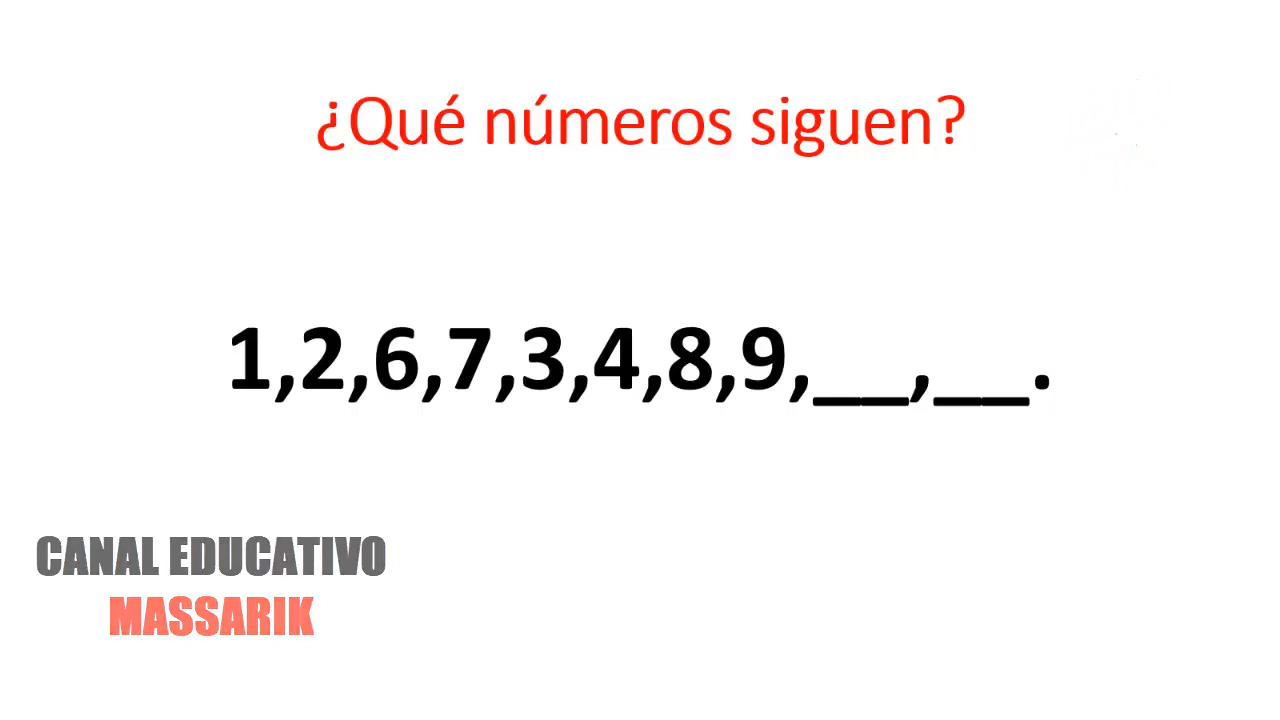 ¿Qué números siguen?
1,2,6,7,3,4,8,9,__,__.
CANAL EDUCATIVO
MASSARIK